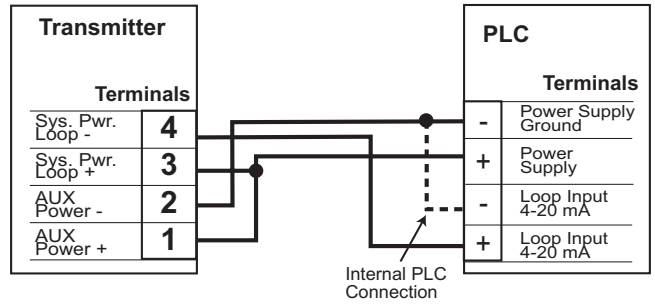 Transmitter
Terminals
Sys. Pwr.
Loop -
4
Sys. Pwr.
Loop +
3
AUX
Power -
2
AUX
Power +
1
PLC
Terminals
-
Power Supply
Ground
+
Power
Supply
-
Loop Input
4-20 mA
+
Loop Input
4-20 mA
Internal PLC
Connection